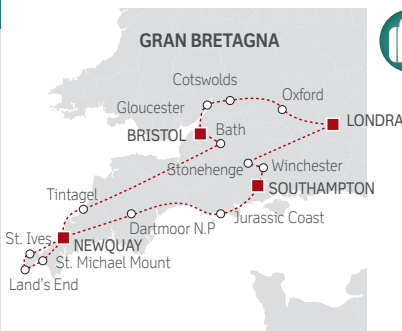 GRAN BRETAGNA
Cotswolds
Oxford
Gloucester
LONDRA
BRISTOL
Bath
Stonehenge
Winchester
SOUTHAMPTON
Tintagel
Jurassic Coast
Dartmoor N.P
St. Ives
NEWQUAY
St. Michael Mount
Land's End